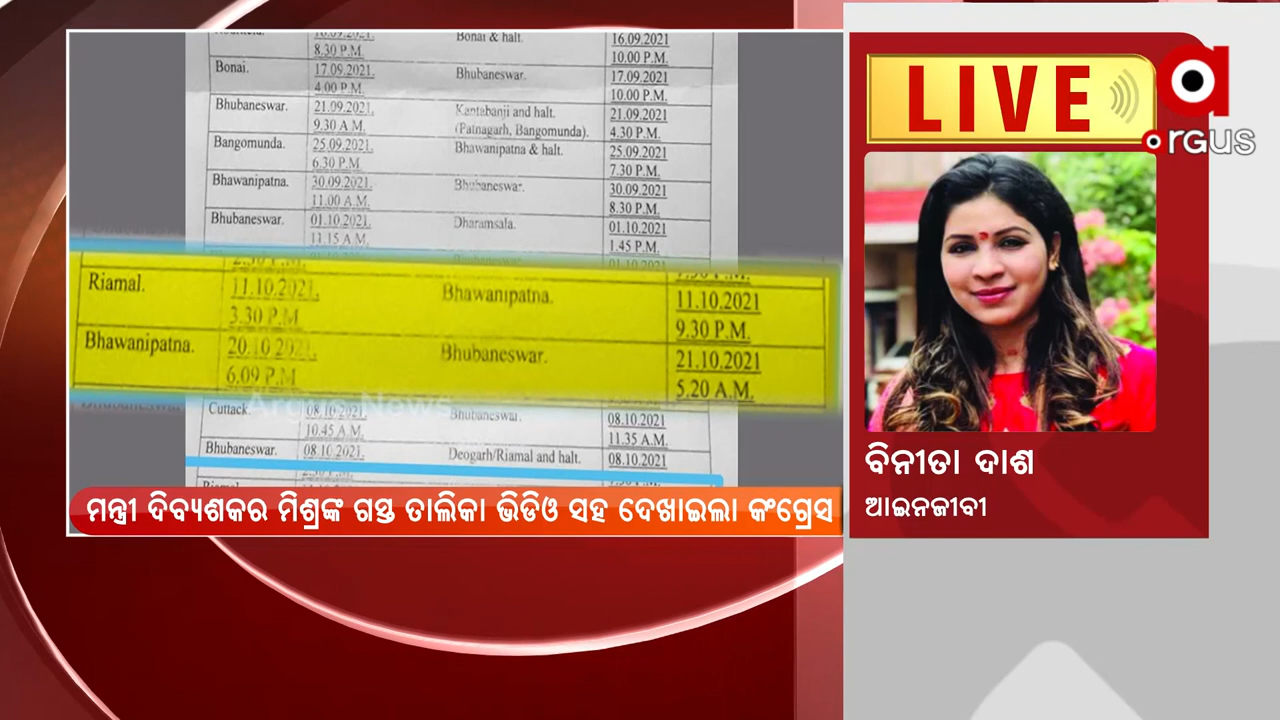 16.09.2021.
Bonai & halt.
16.09.2021
8.30 P.M.
10.00 P.M.
Bonai.
17.09.2021.
Bhubaneswar.
17.09.2021
4.00 P.M.
10.00 P.M.
Bhubaneswar.
21.09.2021.
Kantabanji and halt.
21.09.2021
9.30 A.M.
(Patnagarh, Bangomunda).
4.30 P.M.
Bangomunda.
25.09.2021.
Bhawanipatna & halt.
25.09.2021
6.30 P.M
7.30 P.M.
Bhawanipatna.
30.09.2021.
Bhubaneswar.
30.09.2021
11.00 A.M.
8.30 P.M.
Bhubaneswar.
01.10.2021.
Dharamsala.
01.10.2021
11.15 A.M.
1.45 P.M.
Riamal.
11.10.2021.
Bhawanipatna.
11.10.2021
3.30 P.M
9.30 P.M.
Bhawanipatna.
20.10.2021.
Bhubaneswar.
21.10.2021
6.09 P.M
5.20 A.M.
Argus News
Cuttack.
08.10.2021.
Bhubaneswar.
08.10.2021
10.45 A.M.
11.35 A.M.
Bhubaneswar.
08.10.2021.
Deogarh/Riamal and halt.
08.10.2021
ମନ୍ତ୍ରୀ ଦିବ୍ୟଶଙ୍କର ମିଶ୍ରଙ୍କ ଗସ୍ତ ତାଲିକା ଭିଡିଓ ସହ ଦେଖାଇଲା କଂଗ୍ରେସ
LIVE
argus
ବିନୀତା ଦାଶ
ଆଇନଜୀବୀ